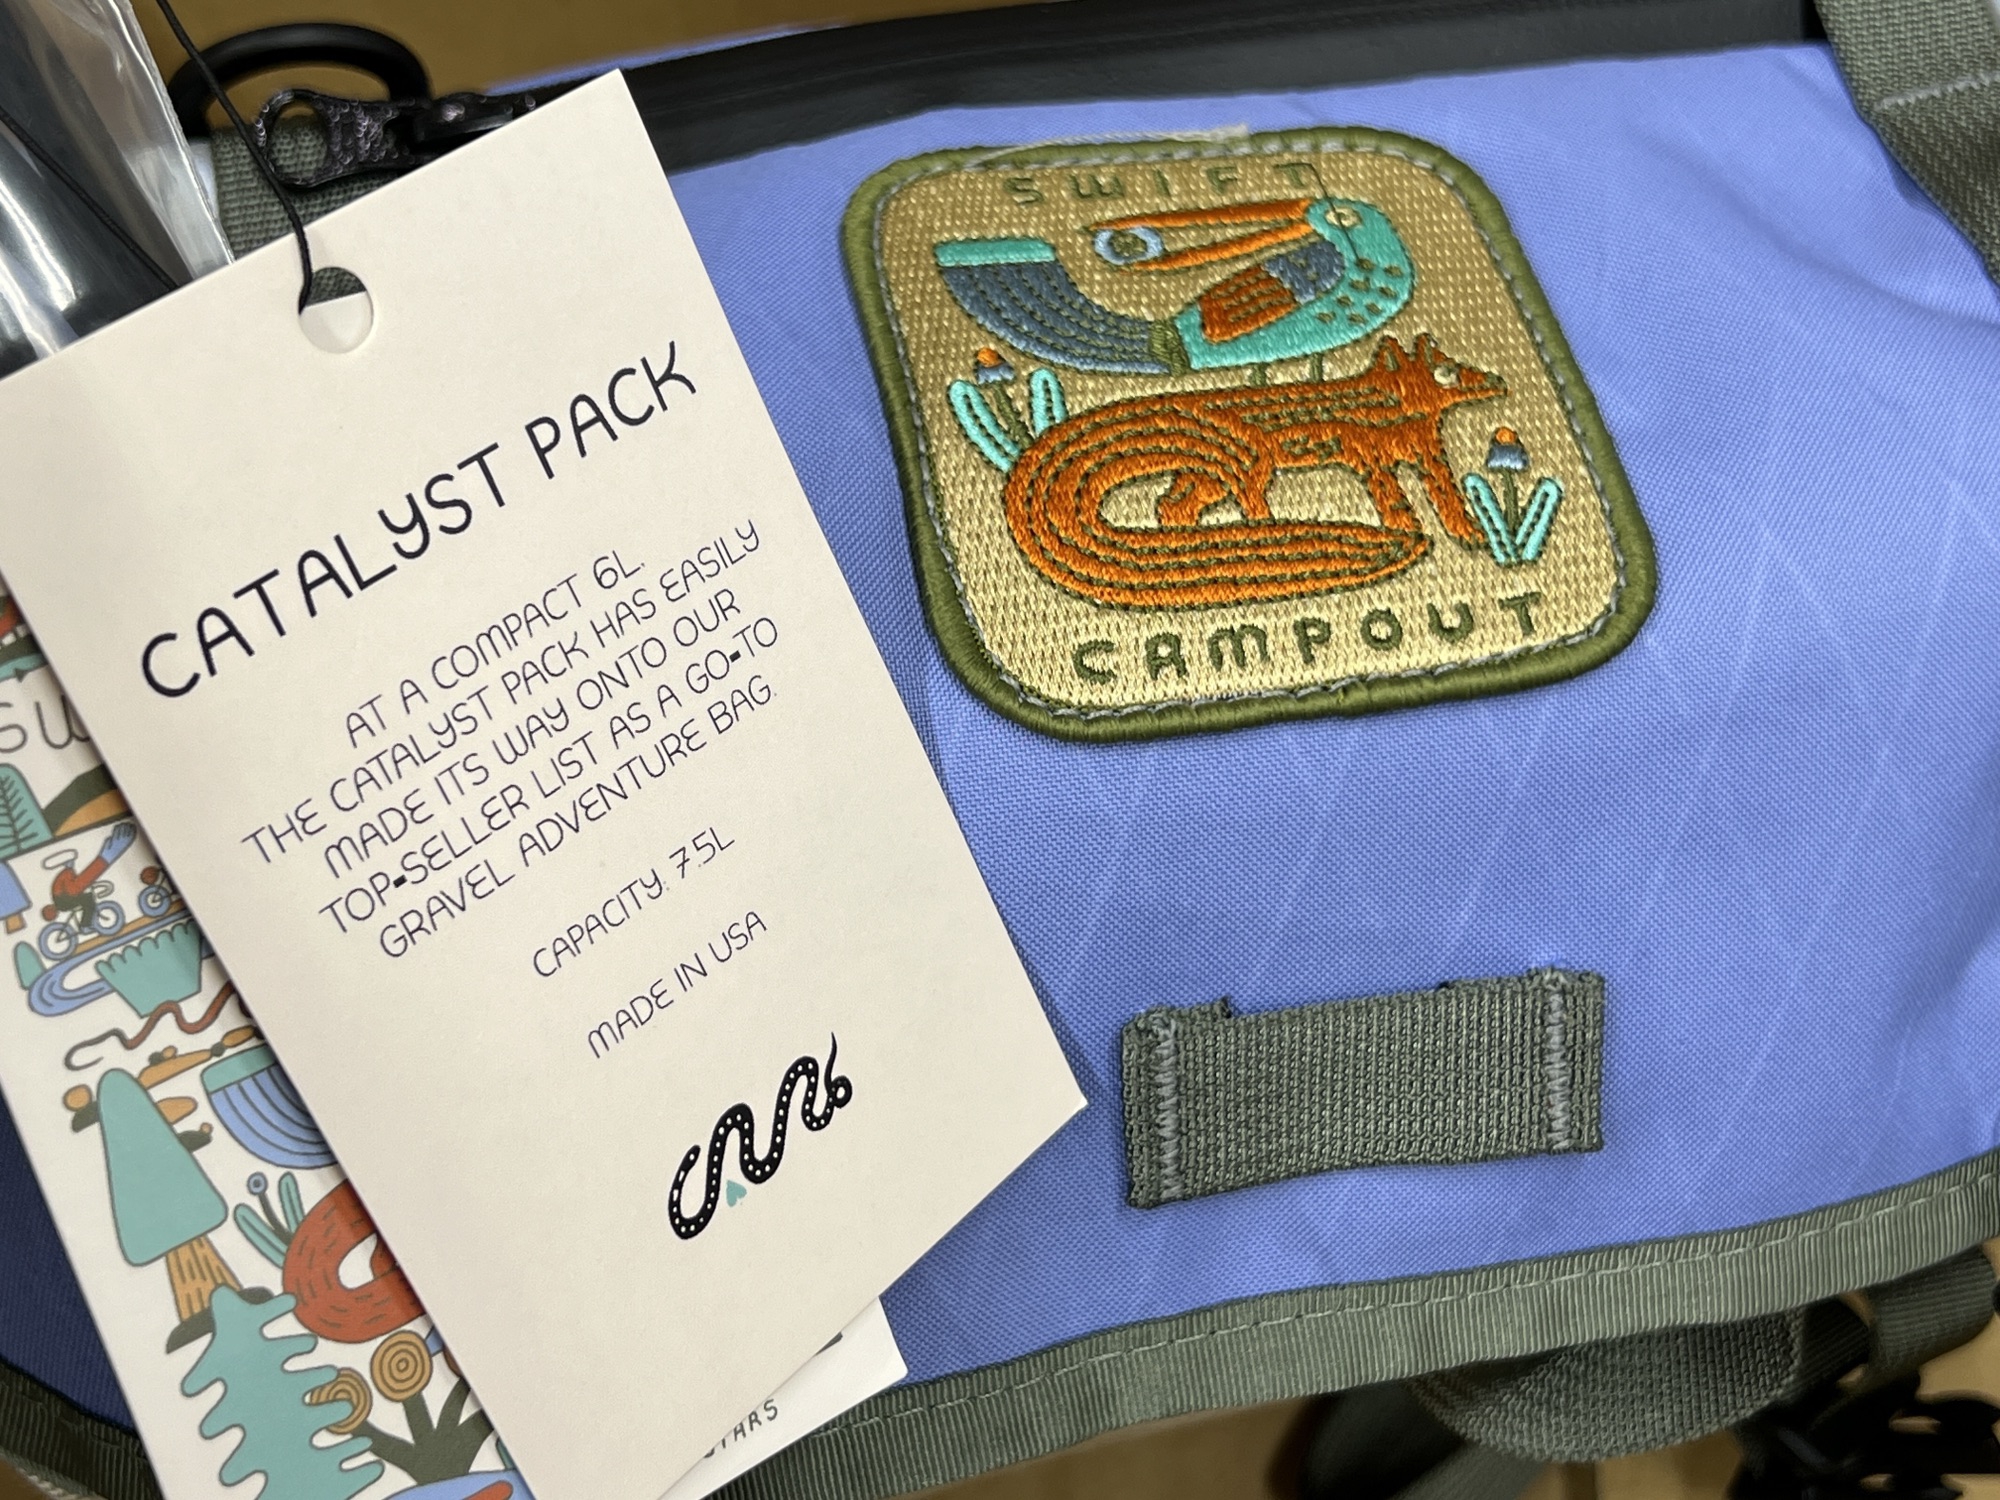 CATALYST PACK
AT A COMPACT 6L,
THE CATALYST PACK HAS EASILY
MADE ITS WAY ONTO OUR
TOP-SELLER LIST AS A GO-TO
GRAVEL ADVENTURE BAG.
CAPACITY: 7.5L
MADE IN USA
SWIFT
CAMPOUT